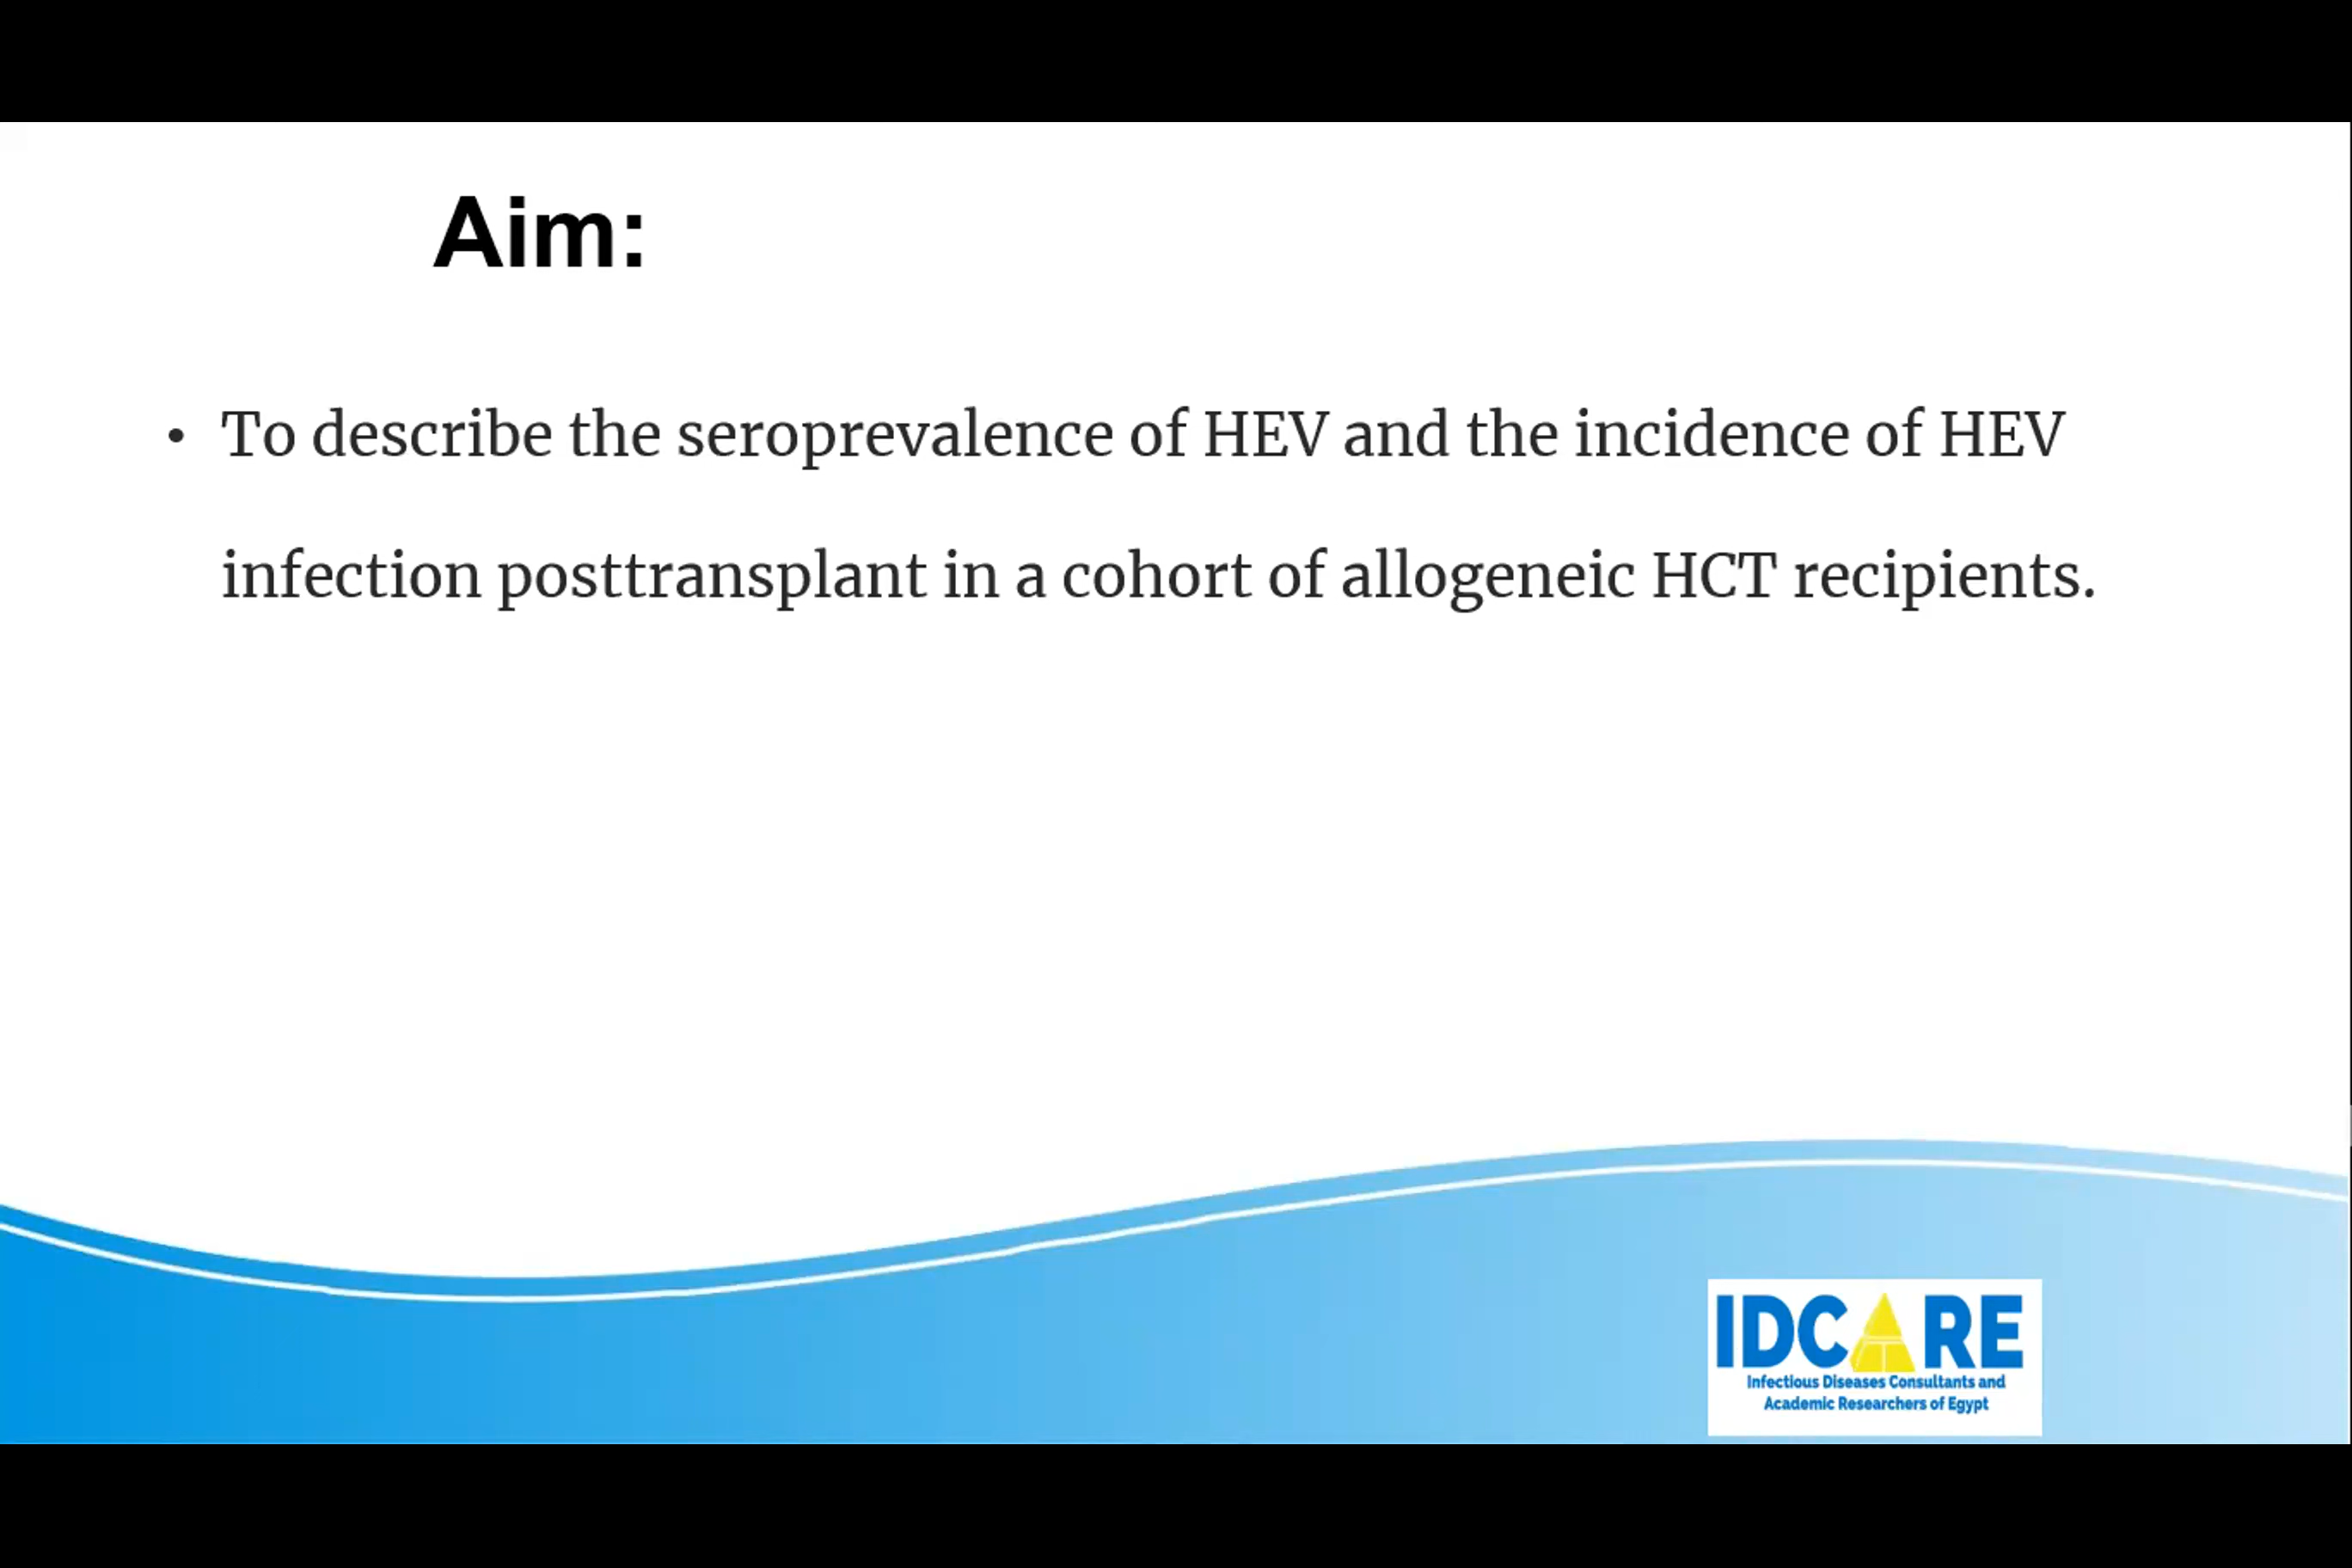 Aim:
• To describe the seroprevalence of HEV and the incidence of HEV
infection posttransplant in a cohort of allogeneic HCT recipients.
IDCARE
Infectious Diseases Consultants and
Academic Researchers of Egypt